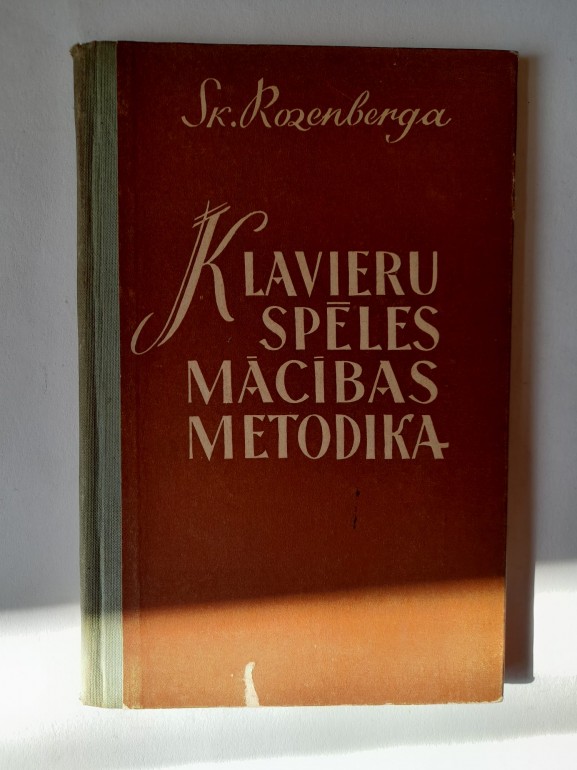 Sk. Rozenberga
KLAVIERU
SPĒLES
MĀCĪBAS
METODIKA